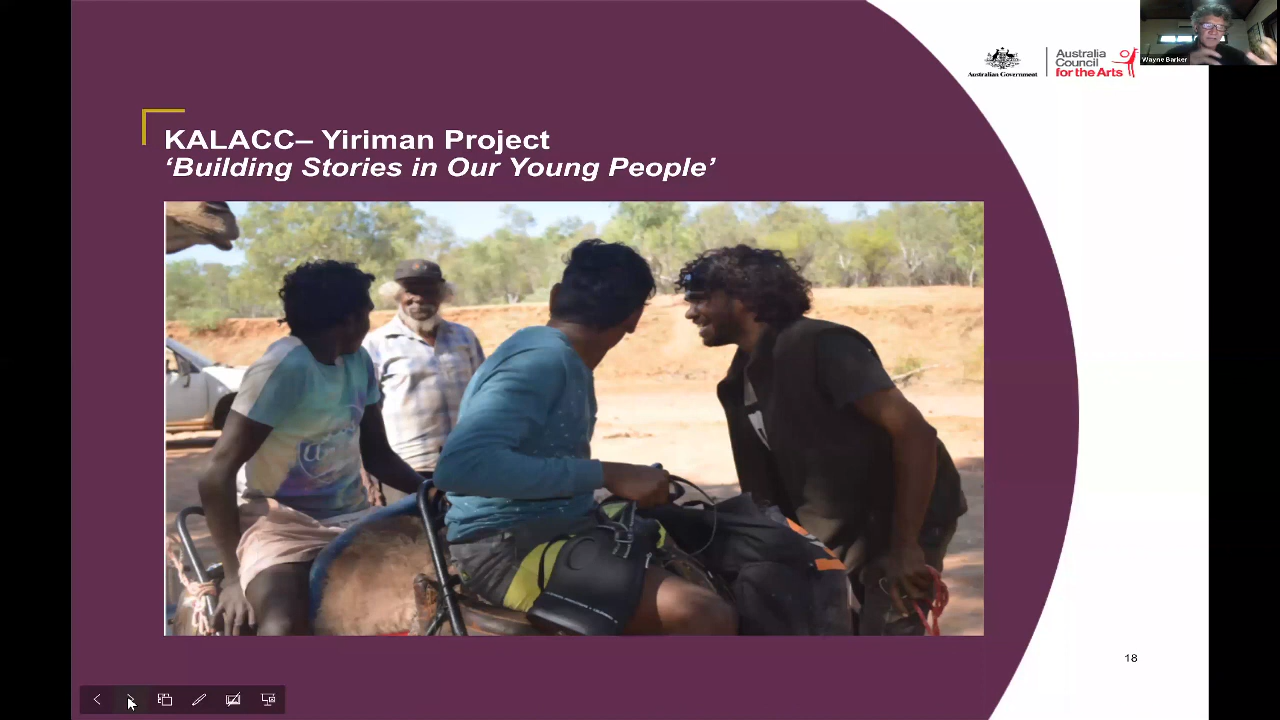 KALACC– Yiriman Project
‘Building Stories in Our Young People’
Australian Government
Australia
Council
for the Arts
Wayne Barker
18